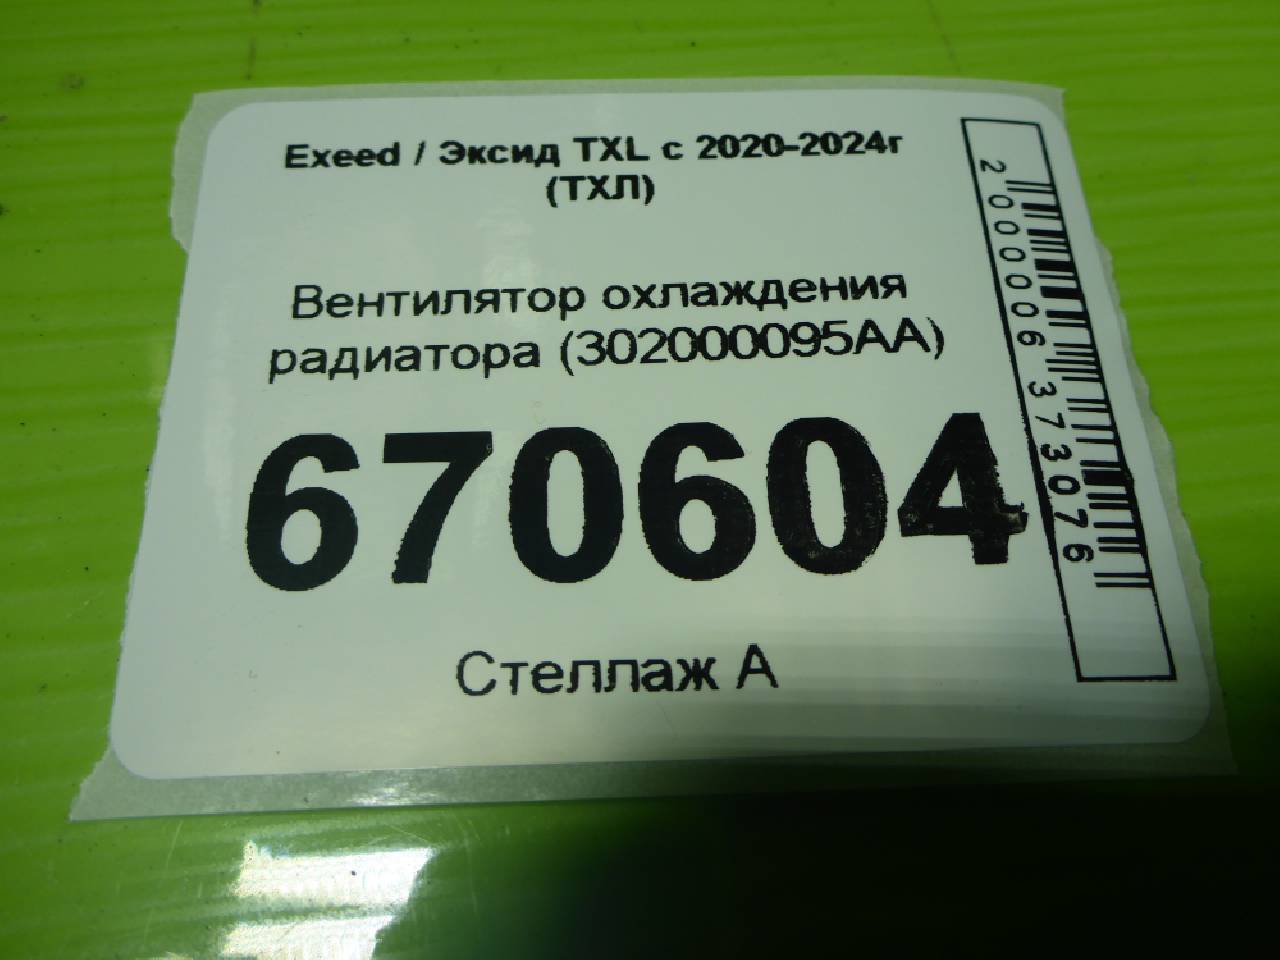 Exeed / Эксид TXL с 2020-2024г
(ТХЛ)
Вентилятор охлаждения
радиатора (302000095AA)
670604
Стеллаж А
2000006373076